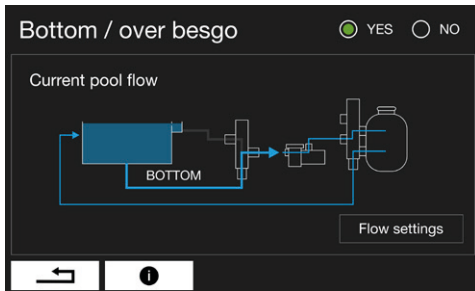 Bottom / over besgo
YES NO
Current pool flow
BOTTOM
Flow settings